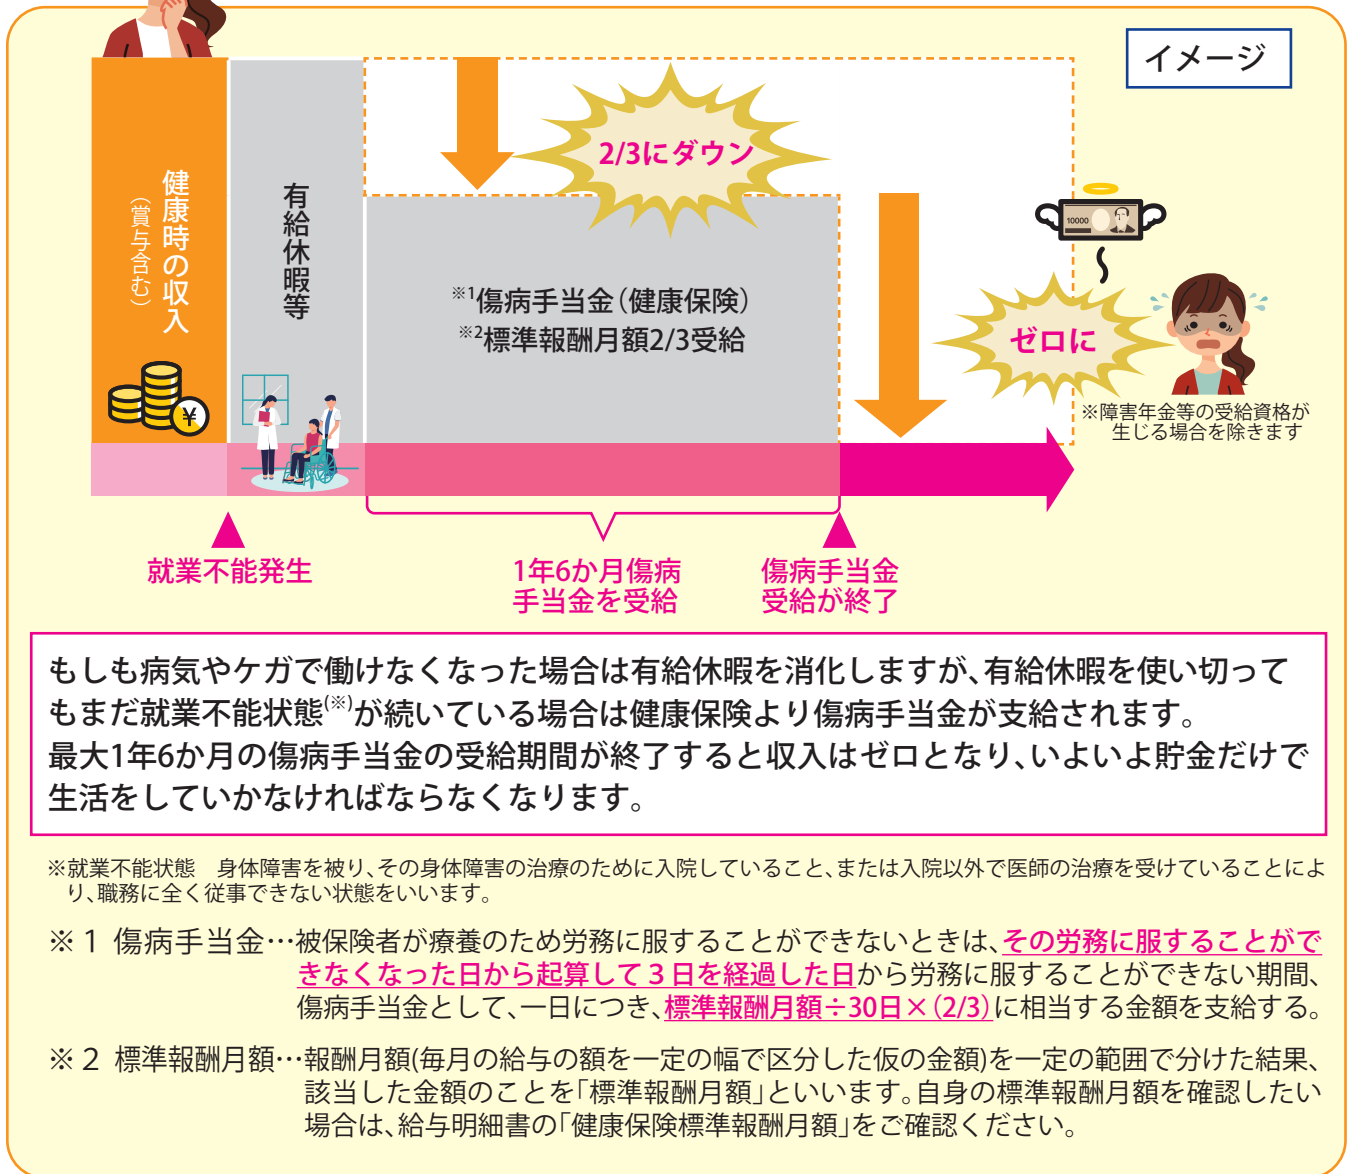 イメージ
健康時の収入
（賞与含む）
有給休暇等
2/3にダウン
※1傷病手当金（健康保険）
※2標準報酬月額2/3受給
10000
ゼロに
※障害年金等の受給資格が
生じる場合を除きます
¥
就業不能発生
1年6か月傷病
手当金を受給
傷病手当金
受給が終了
もしも病気やケガで働けなくなった場合は有給休暇を消化しますが、有給休暇を使い切って
もまだ就業不能状態(※)が続いている場合は健康保険より傷病手当金が支給されます。
最大1年6か月の傷病手当金の受給期間が終了すると収入はゼロとなり、いよいよ貯金だけで
生活をしていかなければならなくなります。
※就業不能状態　身体障害を被り、その身体障害の治療のために入院していること、または入院以外で医師の治療を受けていることによ
り、職務に全く従事できない状態をいいます。
※１ 傷病手当金…被保険者が療養のため労務に服することができないときは、その労務に服することがで
きなくなった日から起算して３日を経過した日から労務に服することができない期間、
傷病手当金として、一日につき、標準報酬月額÷30日×（2/3）に相当する金額を支給する。
※２ 標準報酬月額…報酬月額(毎月の給与の額を一定の幅で区分した仮の金額)を一定の範囲で分けた結果、
該当した金額のことを「標準報酬月額」といいます。自身の標準報酬月額を確認したい
場合は、給与明細書の「健康保険標準報酬月額」をご確認ください。